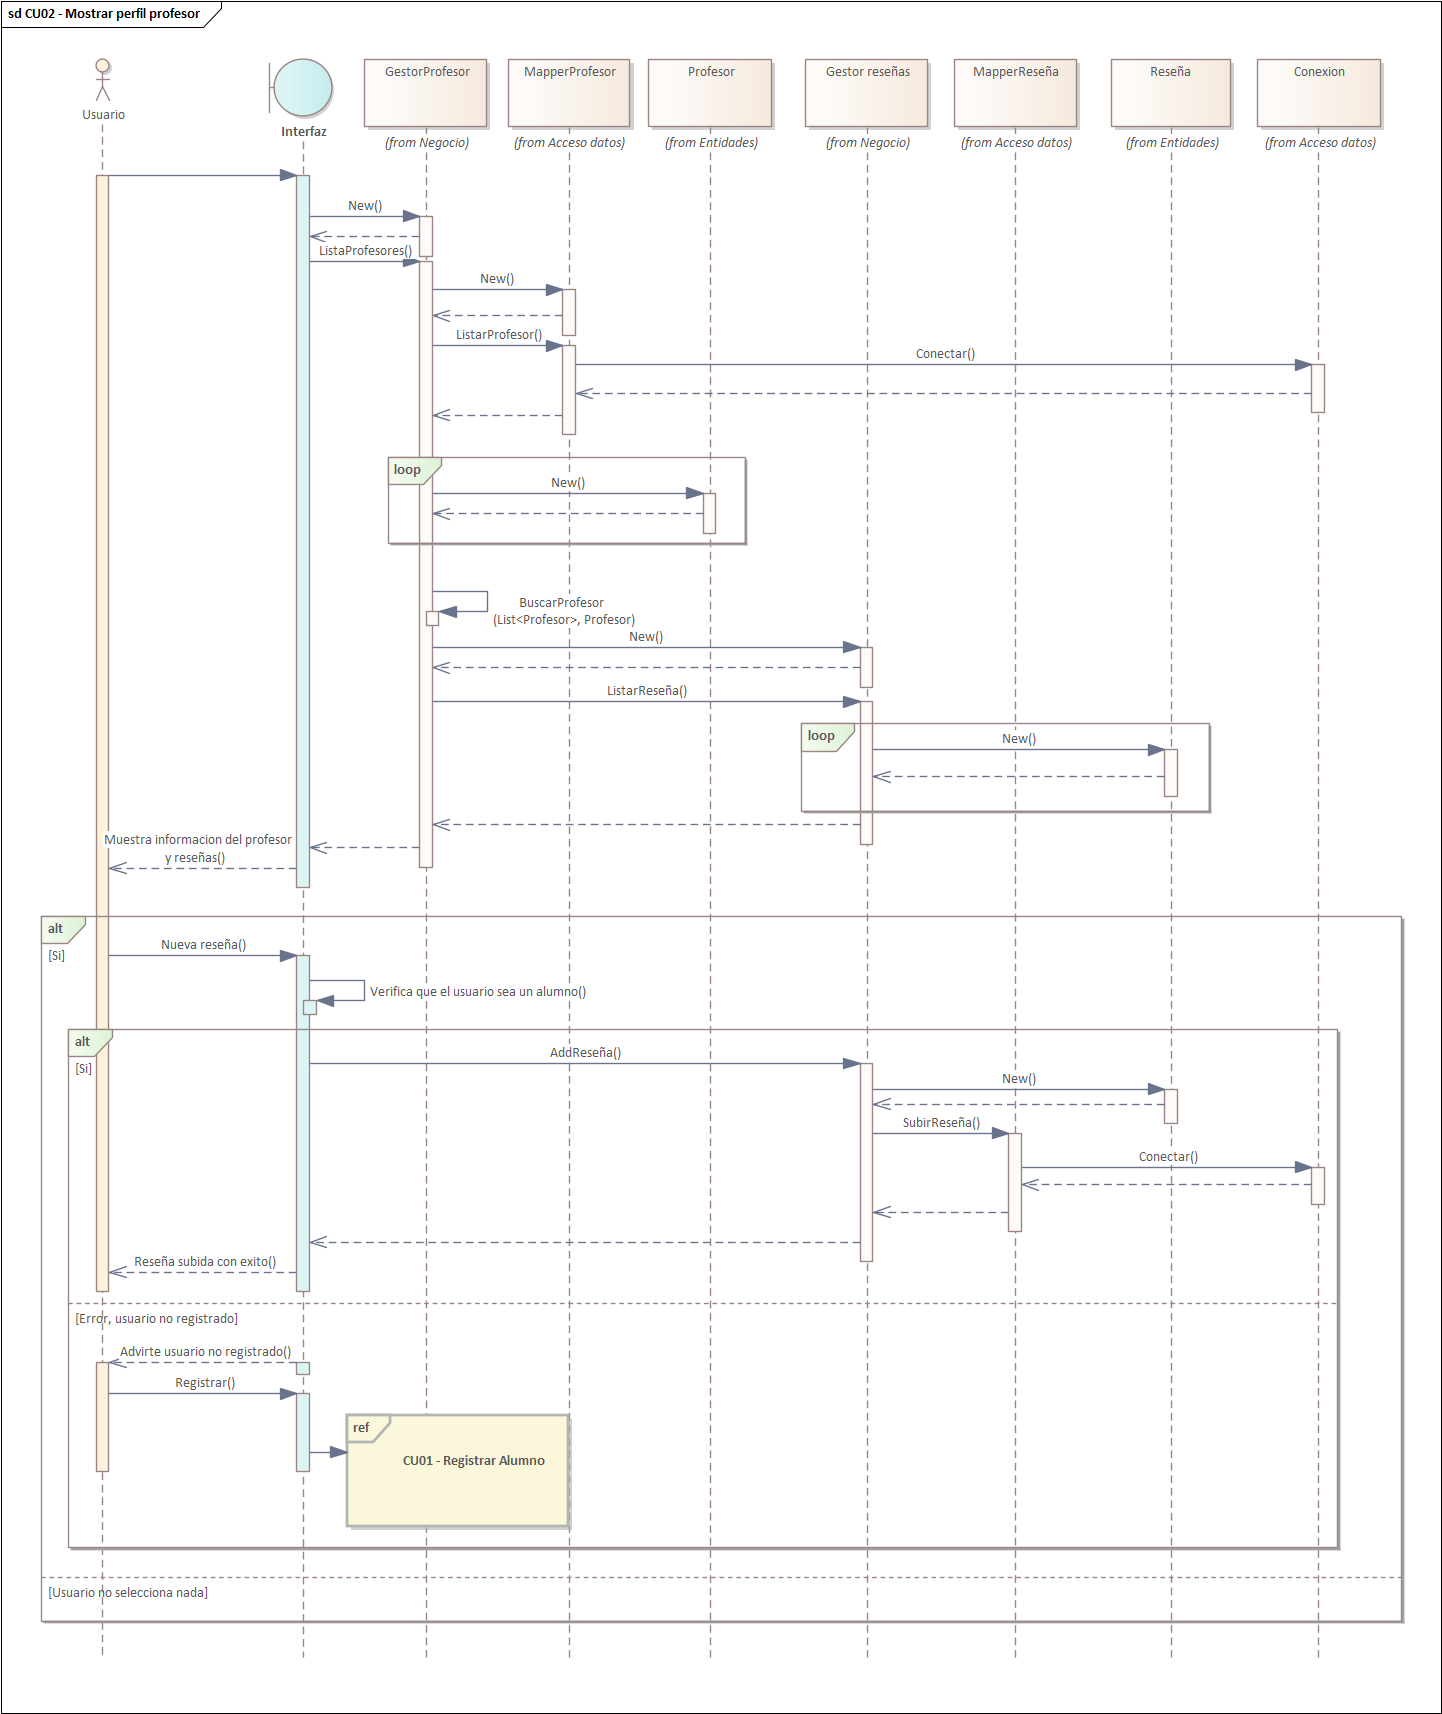 sd CU02 - Mostrar perfil profesor
Usuario
Interfaz
GestorProfesor
(from Negocio)
MapperProfesor
(from Acceso datos)
Profesor
(from Entidades)
Gestor reseñas
(from Negocio)
MapperReseña
(from Acceso datos)
Reseña
(from Entidades)
Conexion
(from Acceso datos)
New()
ListaProfesores()
New()
ListarProfesor()
Conectar()
loop
New()
BuscarProfesor
(List<Profesor>, Profesor)
New()
ListarReseña()
loop
New()
Muestra informacion del profesor
y reseñas()
alt
[Si]
Nueva reseña()
Verifica que el usuario sea un alumno()
alt
[Si]
AddReseña()
New()
SubirReseña()
Conectar()
Reseña subida con exito()
[Error, usuario no registrado]
Advirte usuario no registrado()
Registrar()
ref
CU01 - Registrar Alumno
[Usuario no selecciona nada]